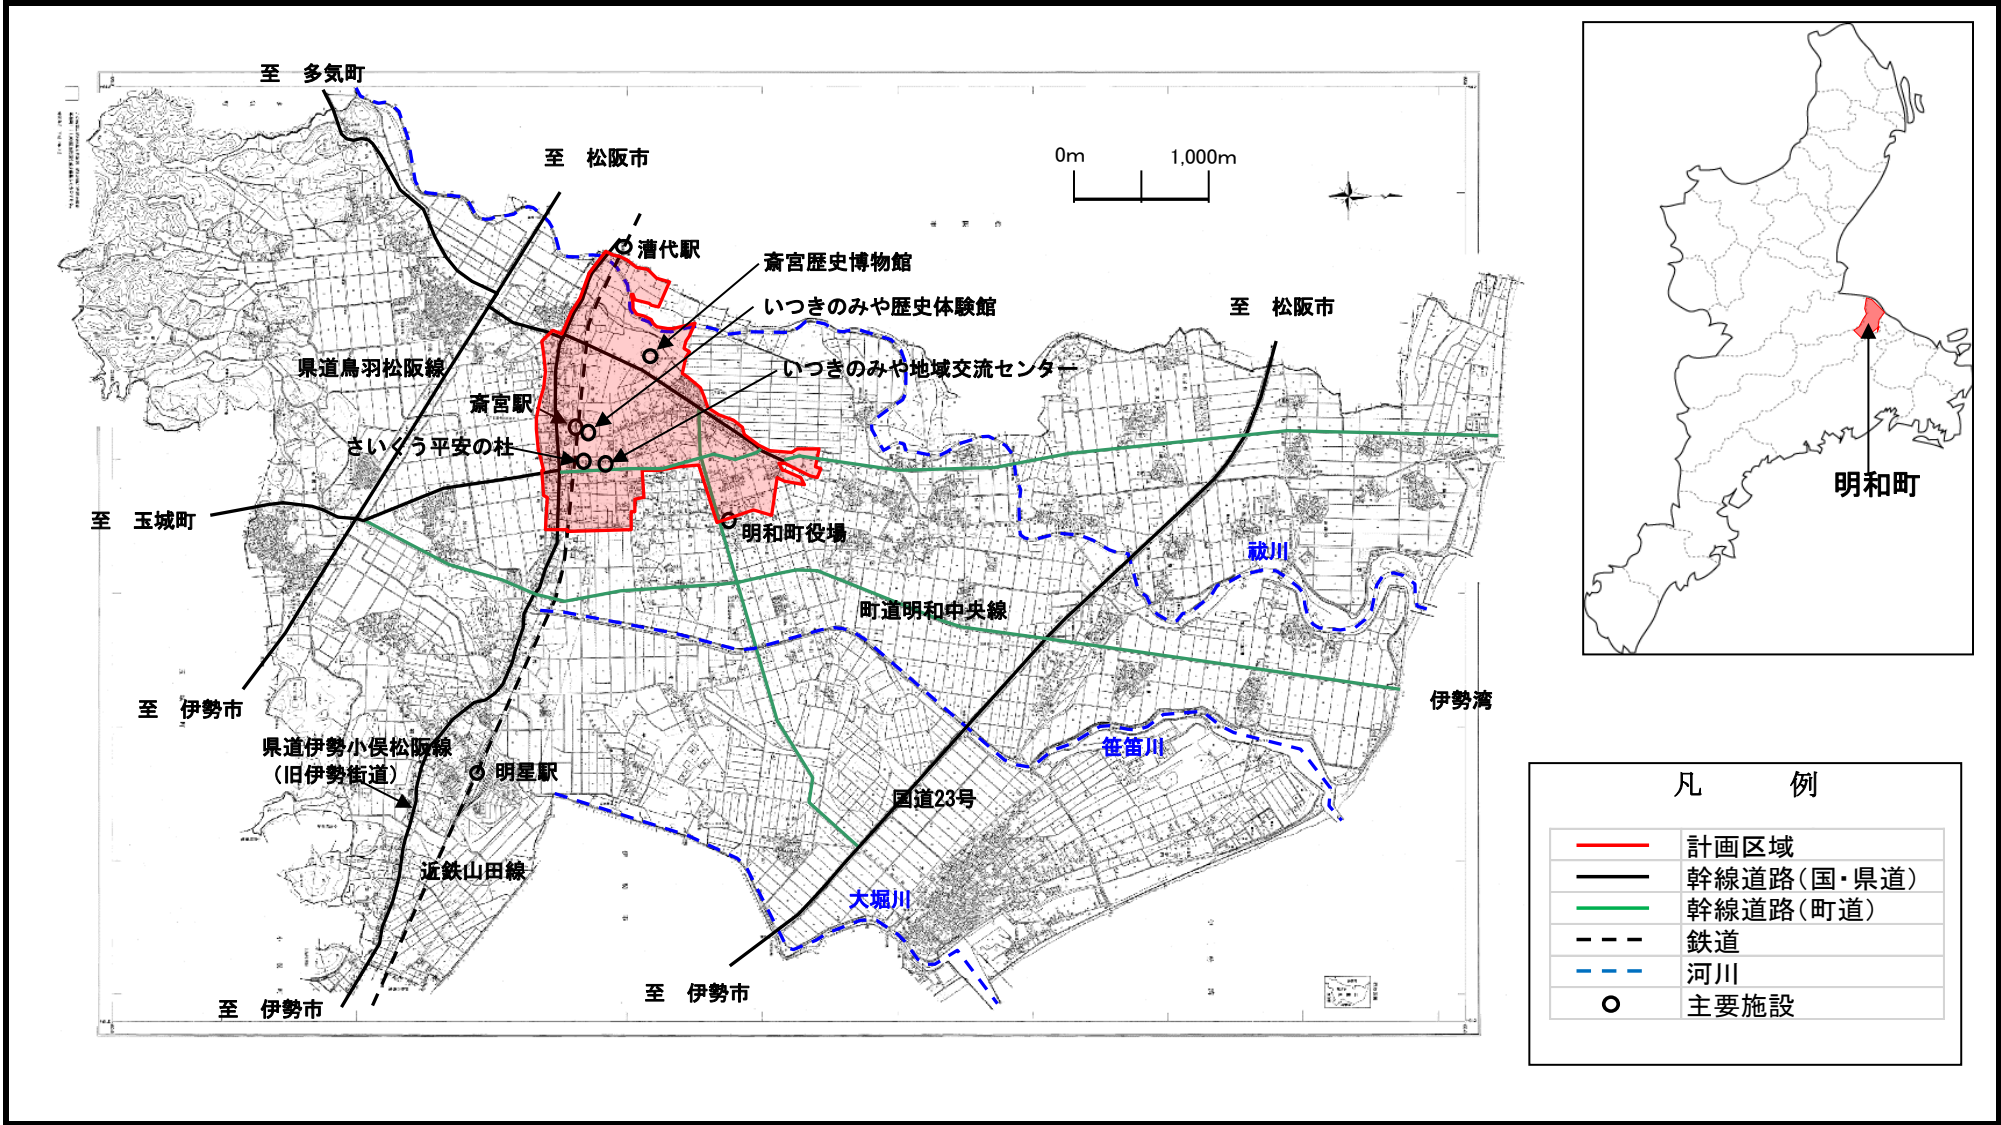 至　多気町
至　松阪市
0m
1,000m
漕代駅
斎宮歴史博物館
いつきのみや歴史体験館
至　松阪市
県道鳥羽松阪線
いつきのみや地域交流センター
斎宮駅
さいくう平安の杜
明和町
至　玉城町
明和町役場
祓川
町道明和中央線
至　伊勢市
伊勢湾
県道伊勢小俣松阪線
（旧伊勢街道）
笹笛川
明星駅
国道23号
近鉄山田線
大堀川
至　伊勢市
至　伊勢市
凡　例
計画区域
幹線道路（国・県道）
幹線道路（町道）
鉄道
河川
主要施設